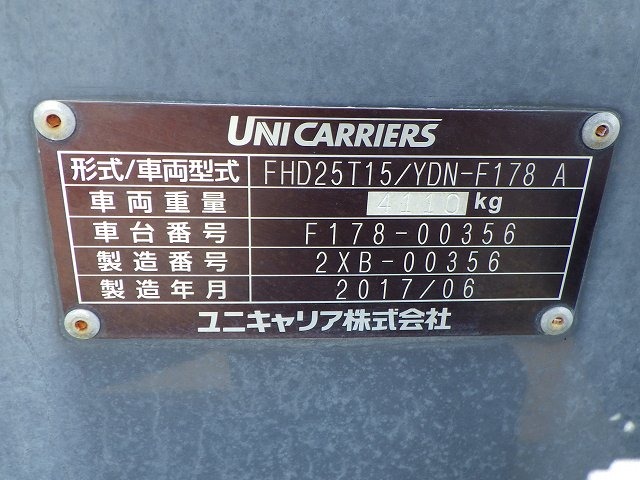 UNICARRIERS
形式/車両型式 FHD25T15/YDN-F178 A
車両重量 4110 kg
車台番号 F178-00356
製造番号 2XB-00356
製造年月 2017/06
ユニキャリア株式会社